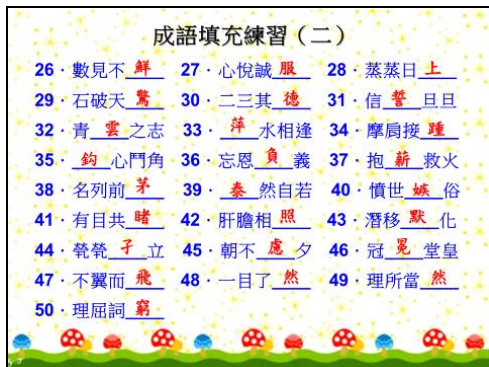 成語填充練習（二）
26．數見不鮮 27．心悅誠服 28．蒸蒸日上
29．石破天驚 30．二三其德 31．信誓旦旦
32．青雲之志 33．萍水相逢 34．摩肩接踵
35．鈎心鬥角 36．忘恩負義 37．抱薪救火
38．名列前茅 39．泰然自若 40．憤世嫉俗
41．有目共睹 42．肝膽相照 43．潛移默化
44．煢煢孑立 45．朝不慮夕 46．冠冕堂皇
47．不翼而飛 48．一目了然 49．理所當然
50．理屈詞窮